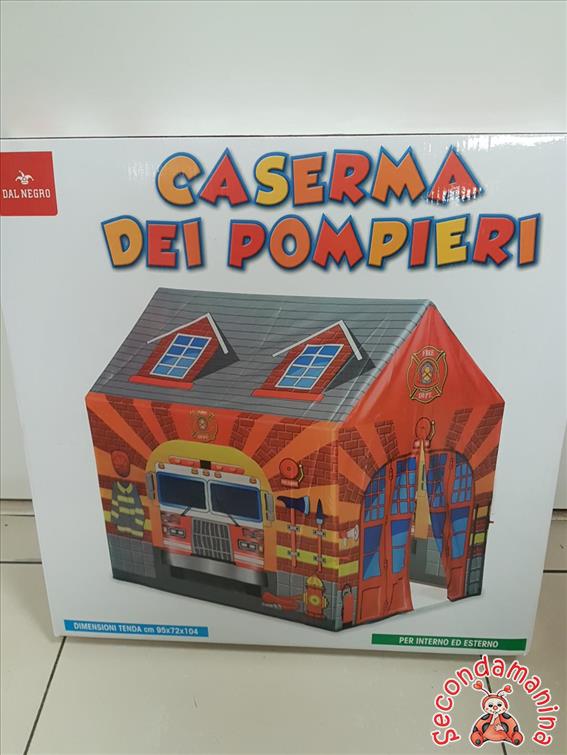 DAL NEGRO
CASERMA
DEI POMPIERI
FIRE
DEPT
DIMENSIONI TENDA cm 95x72x104
PER INTERNO ED ESTERNO
Secondamanina